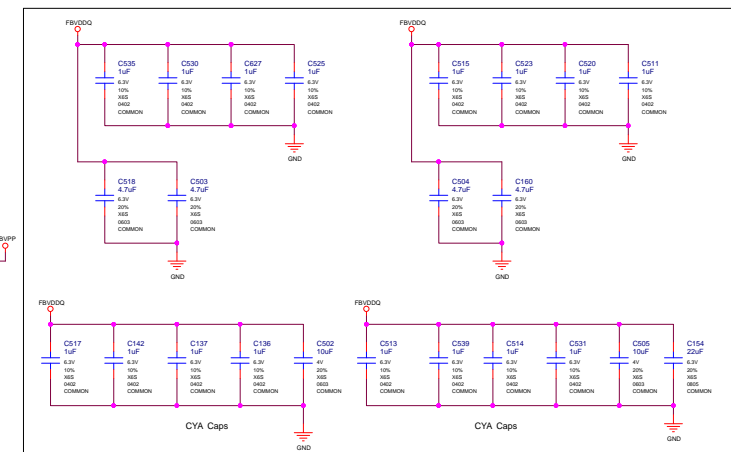 FBVDDQ
C535
1uF
6.3V
10%
X6S
0402
COMMON
C530
1uF
6.3V
10%
X6S
0402
COMMON
C627
1uF
6.3V
10%
X6S
0402
COMMON
C525
1uF
6.3V
10%
X6S
0402
COMMON
GND
C518
4.7uF
6.3V
20%
X6S
0603
COMMON
C503
4.7uF
6.3V
20%
X6S
0603
COMMON
GND
FBVDDQ
C515
1uF
6.3V
10%
X6S
0402
COMMON
C523
1uF
6.3V
10%
X6S
0402
COMMON
C520
1uF
6.3V
10%
X6S
0402
COMMON
C511
1uF
6.3V
10%
X6S
0402
COMMON
GND
C504
4.7uF
6.3V
20%
X6S
0603
COMMON
C160
4.7uF
6.3V
20%
X6S
0603
COMMON
GND
BVPP
FBVDDQ
C517
1uF
6.3V
10%
X6S
0402
COMMON
C142
1uF
6.3V
10%
X6S
0402
COMMON
C137
1uF
6.3V
10%
X6S
0402
COMMON
C136
1uF
6.3V
10%
X6S
0402
COMMON
C502
10uF
4V
20%
X6S
0603
COMMON
CYA Caps
GND
FBVDDQ
C513
1uF
6.3V
10%
X6S
0402
COMMON
C539
1uF
6.3V
10%
X6S
0402
COMMON
C514
1uF
6.3V
10%
X6S
0402
COMMON
C531
1uF
6.3V
10%
X6S
0402
COMMON
C505
10uF
4V
20%
X6S
0603
COMMON
C154
22uF
6.3V
20%
X6S
0805
COMMON
CYA Caps
GND